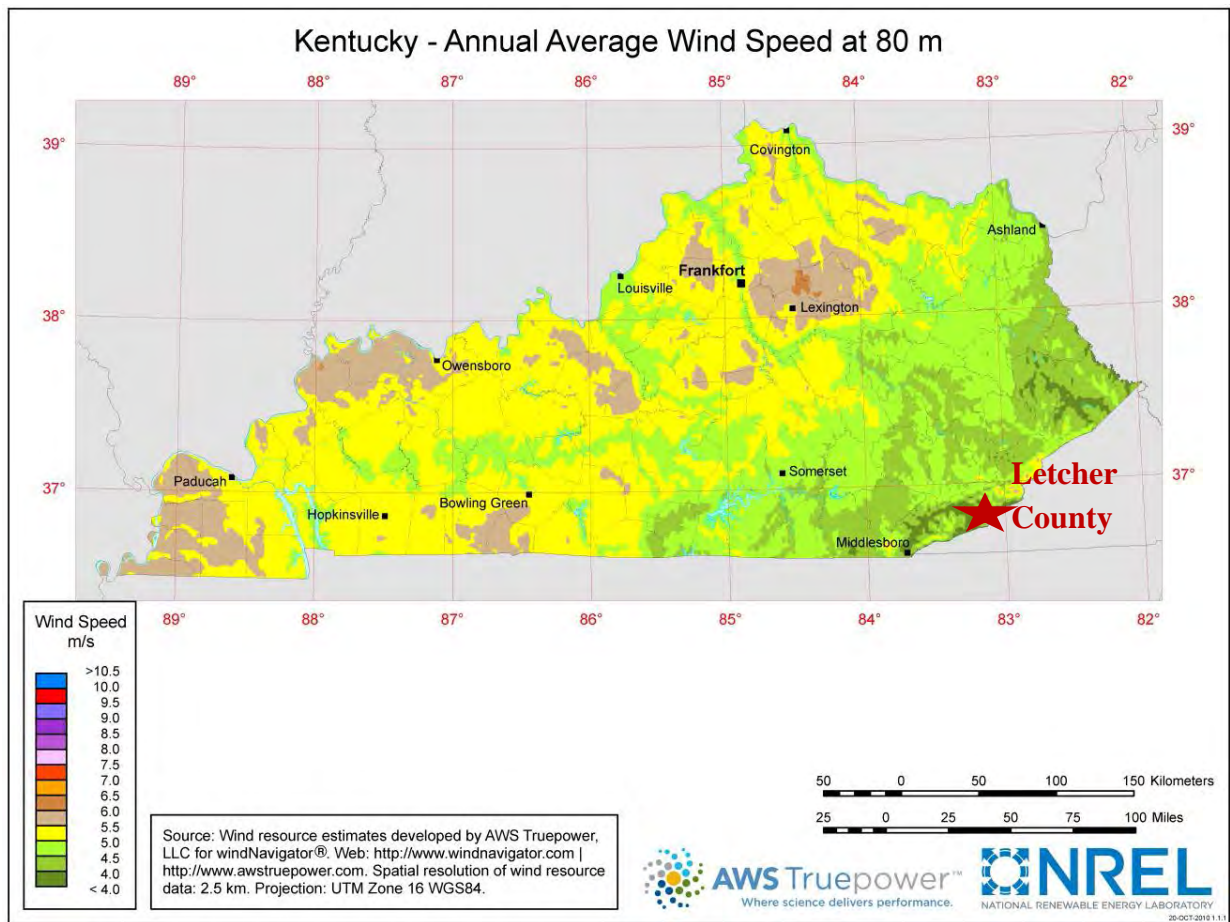 Kentucky - Annual Average Wind Speed at 80 m
89° 88° 87° 86° 85° 84° 83° 82°
39° 39°
Covington
Ashland
Frankfort
Louisville
Lexington
38° 38°
Owensboro
37° 37°
Paducah
Somerset
Letcher
County
Hopkinsville
Bowling Green
Middlesboro
89° 88° 87° 86° 85° 84° 83° 82°
Wind Speed
m/s
>10.5
10.0
9.5
9.0
8.5
8.0
7.5
7.0
6.5
6.0
5.5
5.0
4.5
4.0
< 4.0
50 0 50 100 150 Kilometers
25 0 25 50 75 100 Miles
Source: Wind resource estimates developed by AWS Truepower,
LLC for windNavigator®. Web: http://www.windnavigator.com |
http://www.awstruepower.com. Spatial resolution of wind resource
data: 2.5 km. Projection: UTM Zone 16 WGS84.
AWS Truepower™
Where science delivers performance.
NREL
NATIONAL RENEWABLE ENERGY LABORATORY
20-OCT-2010 1.1.1